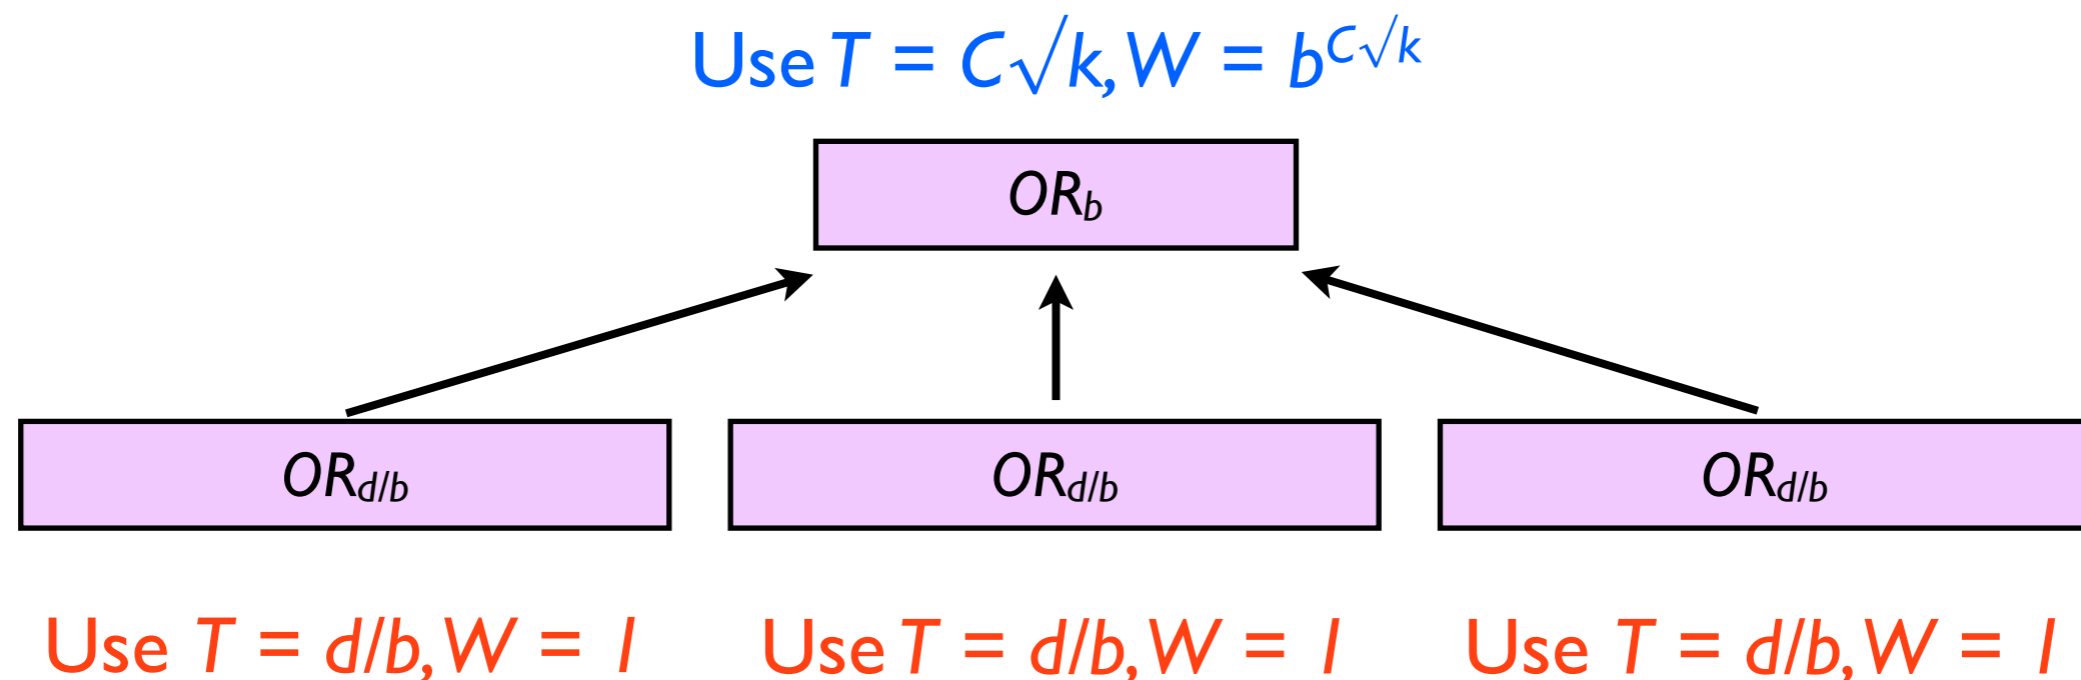 Use T = C√k, W = b^{C√k}
OR_b
OR_{d/b} OR_{d/b} OR_{d/b}
Use T = d/b, W = 1 Use T = d/b, W = 1 Use T = d/b, W = 1